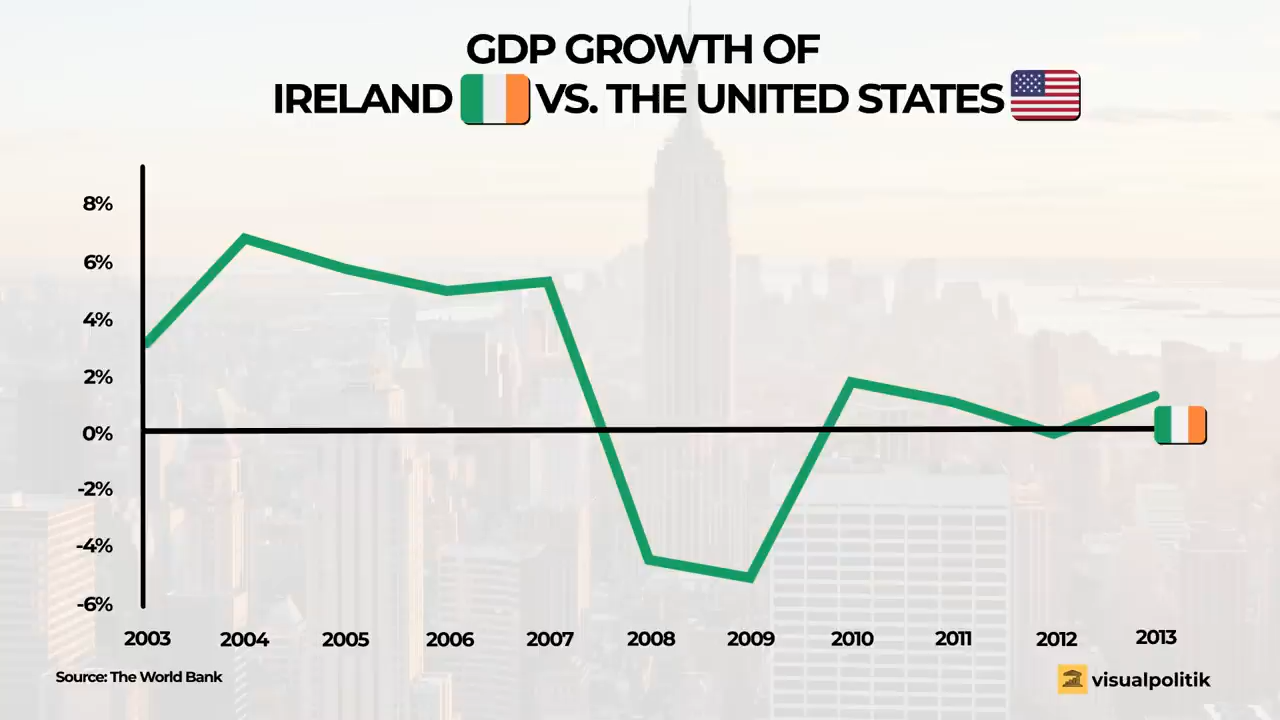 GDP GROWTH OF
IRELAND VS. THE UNITED STATES
8%
6%
4%
2%
0%
-2%
-4%
-6%
2003 2004 2005 2006 2007 2008 2009 2010 2011 2012 2013
Source: The World Bank
visualpolitik